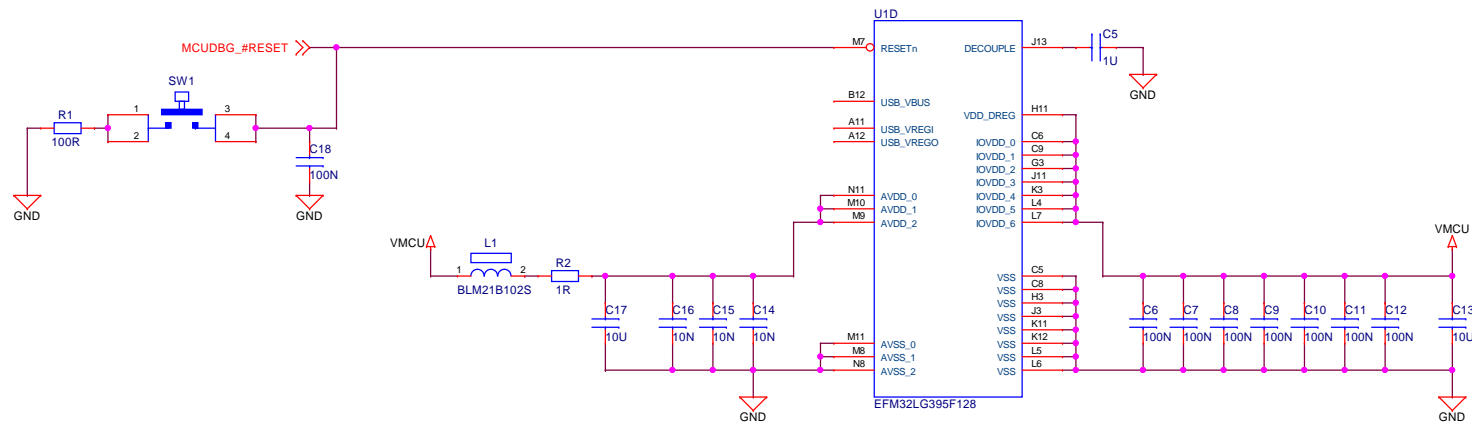 U1D
MCUDBG_#RESET
M7
RESETn
DECOUPLE
J13
C5
1U
GND
SW1
R1
100R
1
2
3
4
C18
100N
GND
GND
B12
USB_VBUS
A11
USB_VREGI
A12
USB_VREGO
VDD_DREG
H11
IOVDD_0
C6
IOVDD_1
C9
IOVDD_2
G3
IOVDD_3
J11
IOVDD_4
K3
IOVDD_5
L4
IOVDD_6
L7
N11
AVDD_0
M10
AVDD_1
M9
AVDD_2
VMCU
L1
1
2
BLM21B102S
R2
1R
C17
10U
C16
10N
C15
10N
C14
10N
M11
AVSS_0
M8
AVSS_1
N8
AVSS_2
GND
VSS
C5
VSS
C8
VSS
H3
VSS
J3
VSS
K11
VSS
K12
VSS
L5
VSS
L6
EFM32LG395F128
VMCU
C6
100N
C7
100N
C8
100N
C9
100N
C10
100N
C11
100N
C12
100N
C13
10U
GND